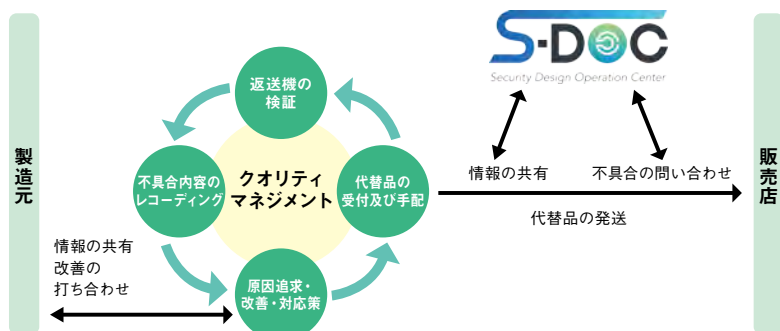 製造元
返送機の
検証
不具合内容の
レコーディング
クオリティ
マネジメント
代替品の
受付及び手配
原因追求・
改善・対応策
情報の共有
改善の
打ち合わせ
S-DOC
Security Design Operation Center
情報の共有
不具合の問い合わせ
代替品の発送
販売店